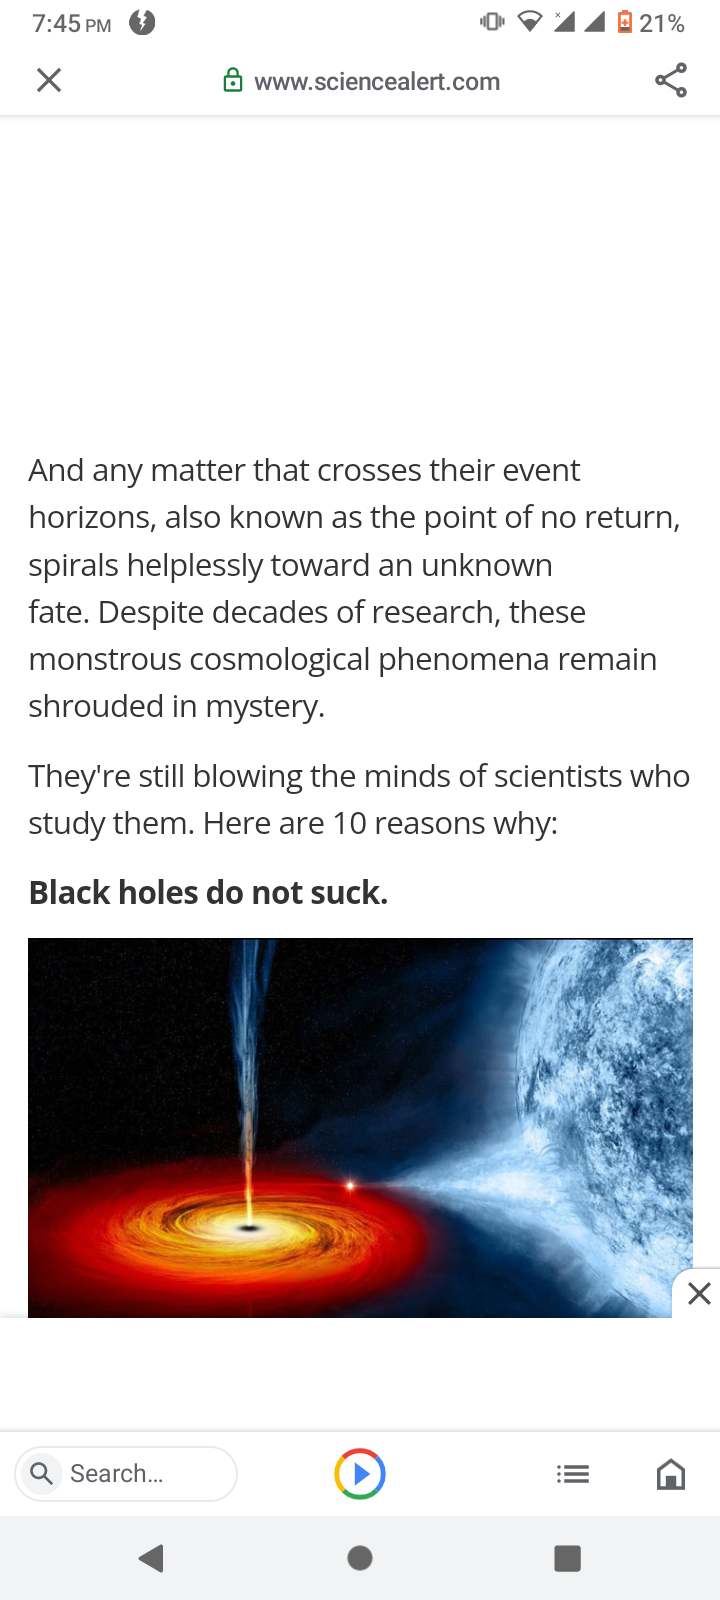 7:45 PM
21%
www.sciencealert.com
And any matter that crosses their event
horizons, also known as the point of no return,
spirals helplessly toward an unknown
fate. Despite decades of research, these
monstrous cosmological phenomena remain
shrouded in mystery.
They're still blowing the minds of scientists who
study them. Here are 10 reasons why:
Black holes do not suck.
Search...